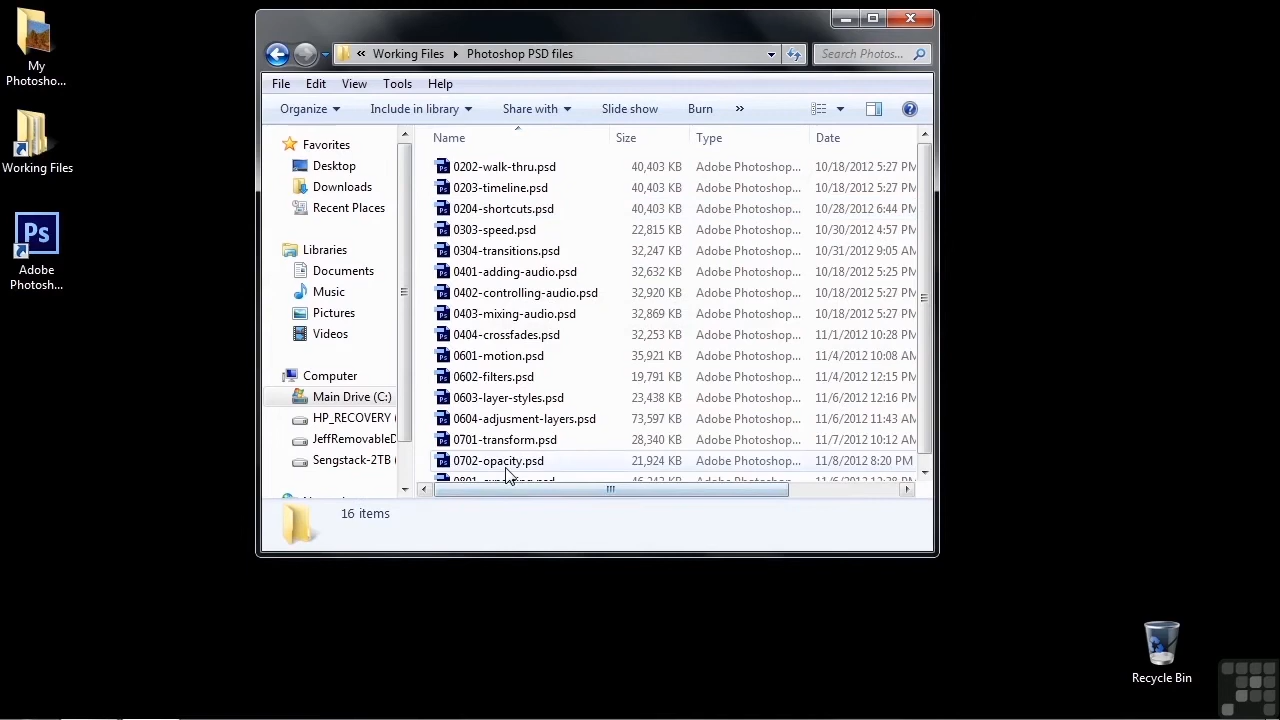 My
Photosho...
Working Files
Ps
Adobe
Photosh...
« Working Files Photoshop PSD files
Search Photos...
File Edit View Tools Help
Organize Include in library Share with Slide show Burn »
Favorites
Desktop
Downloads
Recent Places
Libraries
Documents
Music
Pictures
Videos
Computer
Main Drive (C:)
HP_RECOVERY (
JeffRemovableD
Sengstack-2TB (
Name Size Type Date
0202-walk-thru.psd 40,403 KB Adobe Photoshop... 10/18/2012 5:27 PM
0203-timeline.psd 40,403 KB Adobe Photoshop... 10/18/2012 5:27 PM
0204-shortcuts.psd 40,403 KB Adobe Photoshop... 10/28/2012 6:44 PM
0303-speed.psd 22,815 KB Adobe Photoshop... 10/30/2012 4:57 PM
0304-transitions.psd 32,247 KB Adobe Photoshop... 10/31/2012 9:05 AM
0401-adding-audio.psd 32,632 KB Adobe Photoshop... 10/18/2012 5:25 PM
0402-controlling-audio.psd 32,920 KB Adobe Photoshop... 10/18/2012 5:27 PM
0403-mixing-audio.psd 32,869 KB Adobe Photoshop... 10/18/2012 5:27 PM
0404-crossfades.psd 32,253 KB Adobe Photoshop... 11/1/2012 10:28 PM
0601-motion.psd 35,921 KB Adobe Photoshop... 11/4/2012 10:08 AM
0602-filters.psd 19,791 KB Adobe Photoshop... 11/4/2012 12:15 PM
0603-layer-styles.psd 23,438 KB Adobe Photoshop... 11/6/2012 12:16 PM
0604-adjusment-layers.psd 73,597 KB Adobe Photoshop... 11/6/2012 11:43 AM
0701-transform.psd 28,340 KB Adobe Photoshop... 11/7/2012 10:12 AM
0702-opacity.psd 21,924 KB Adobe Photoshop... 11/8/2012 8:20 PM
16 items
Recycle Bin